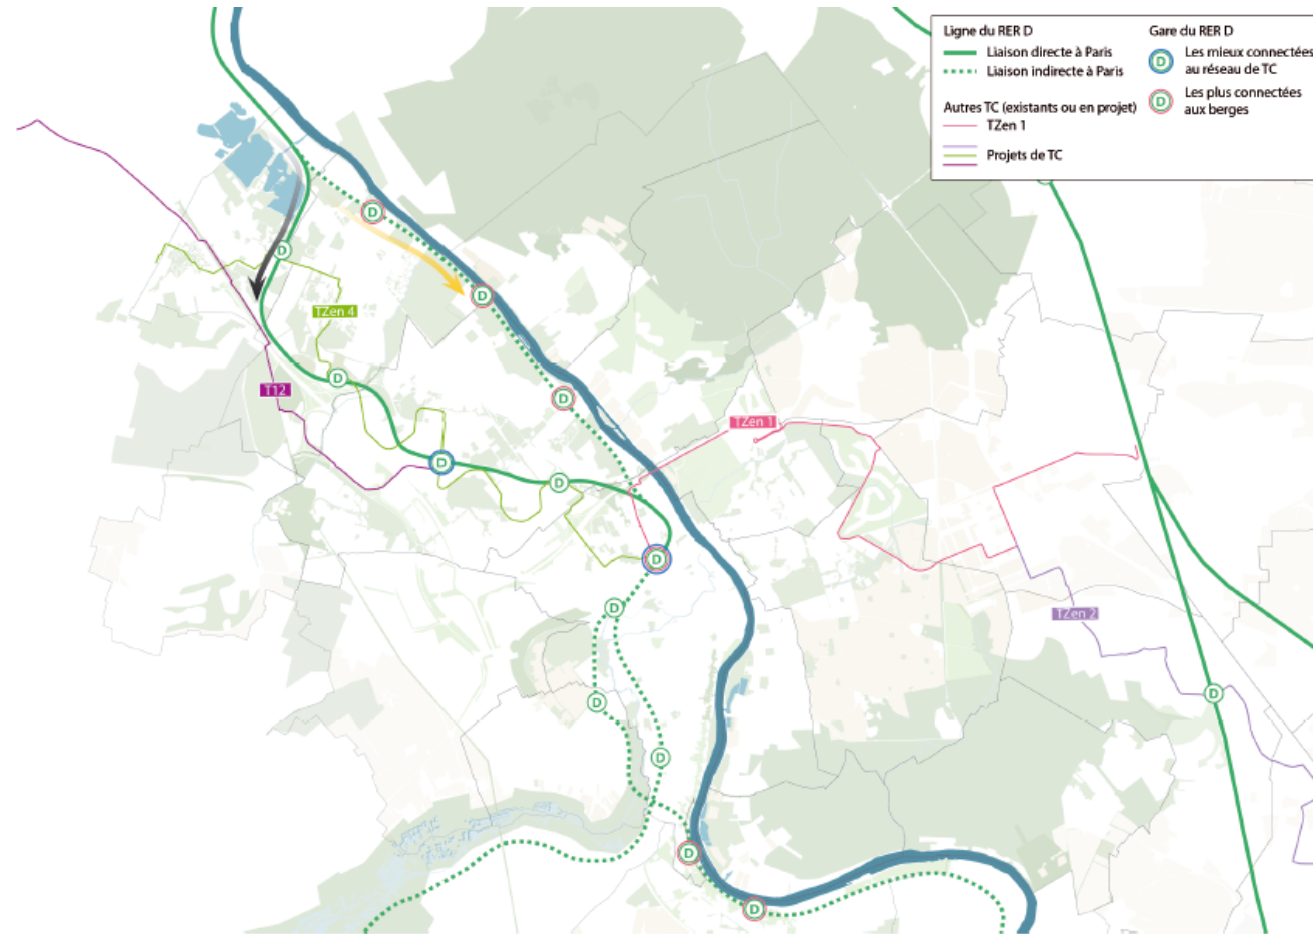 Ligne du RER D
Liaison directe à Paris
Liaison indirecte à Paris
Autres TC (existants ou en projet)
TZen 1
Projets de TC
Gare du RER D
D
Les mieux connectées
au réseau de TC
D
Les plus connectées
aux berges
D
D
D
TZen 4
D
T12
D
TZen 1
D
D
D
D
TZen 2
D
D
D
D
D